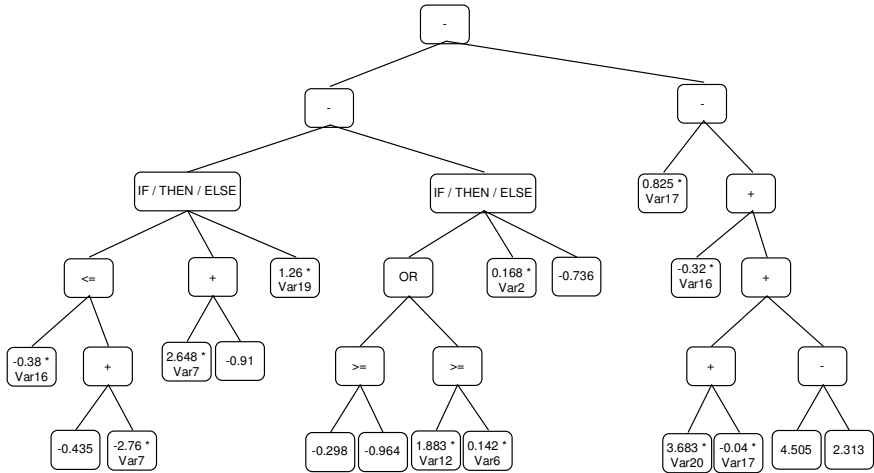 -
-
-
IF / THEN / ELSE
IF / THEN / ELSE
0.825 *
Var17
+
<=
+
1.26 *
Var19
OR
0.168 *
Var2
-0.736
-0.32 *
Var16
+
-0.38 *
Var16
+
2.648 *
Var7
-0.91
>=
>=
+
-
-0.435
-2.76 *
Var7
-0.298
-0.964
1.883 *
Var12
0.142 *
Var6
3.683 *
Var20
-0.04 *
Var17
4.505
2.313